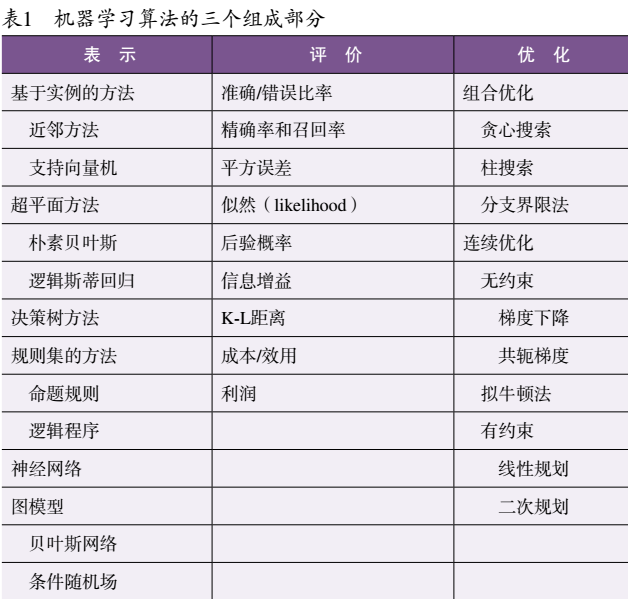 表1 机器学习算法的三个组成部分
表 示 评 价 优 化
基于实例的方法 准确/错误比率 组合优化
近邻方法 精确率和召回率 贪心搜索
支持向量机 平方误差 柱搜索
超平面方法 似然（likelihood） 分支界限法
朴素贝叶斯 后验概率 连续优化
逻辑斯蒂回归 信息增益 无约束
决策树方法 K-L距离 梯度下降
规则集的方法 成本/效用 共轭梯度
命题规则 利润 拟牛顿法
逻辑程序 有约束
神经网络 线性规划
图模型 二次规划
贝叶斯网络
条件随机场